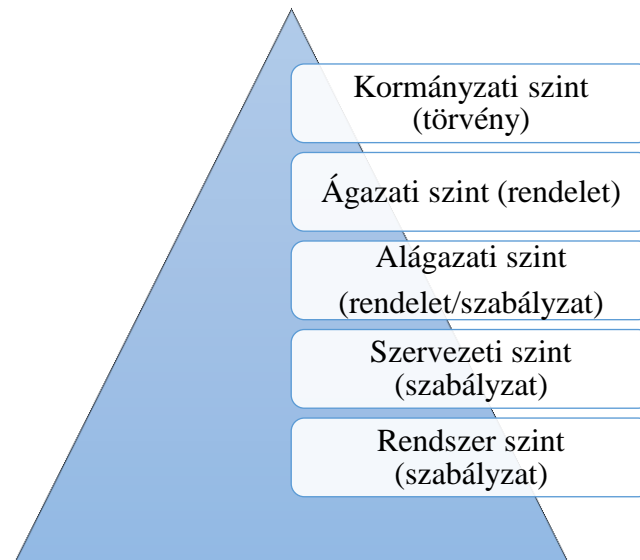 Kormányzati szint
(törvény)
Ágazati szint (rendelet)
Alágazati szint
(rendelet/szabályzat)
Szervezeti szint
(szabályzat)
Rendszer szint
(szabályzat)